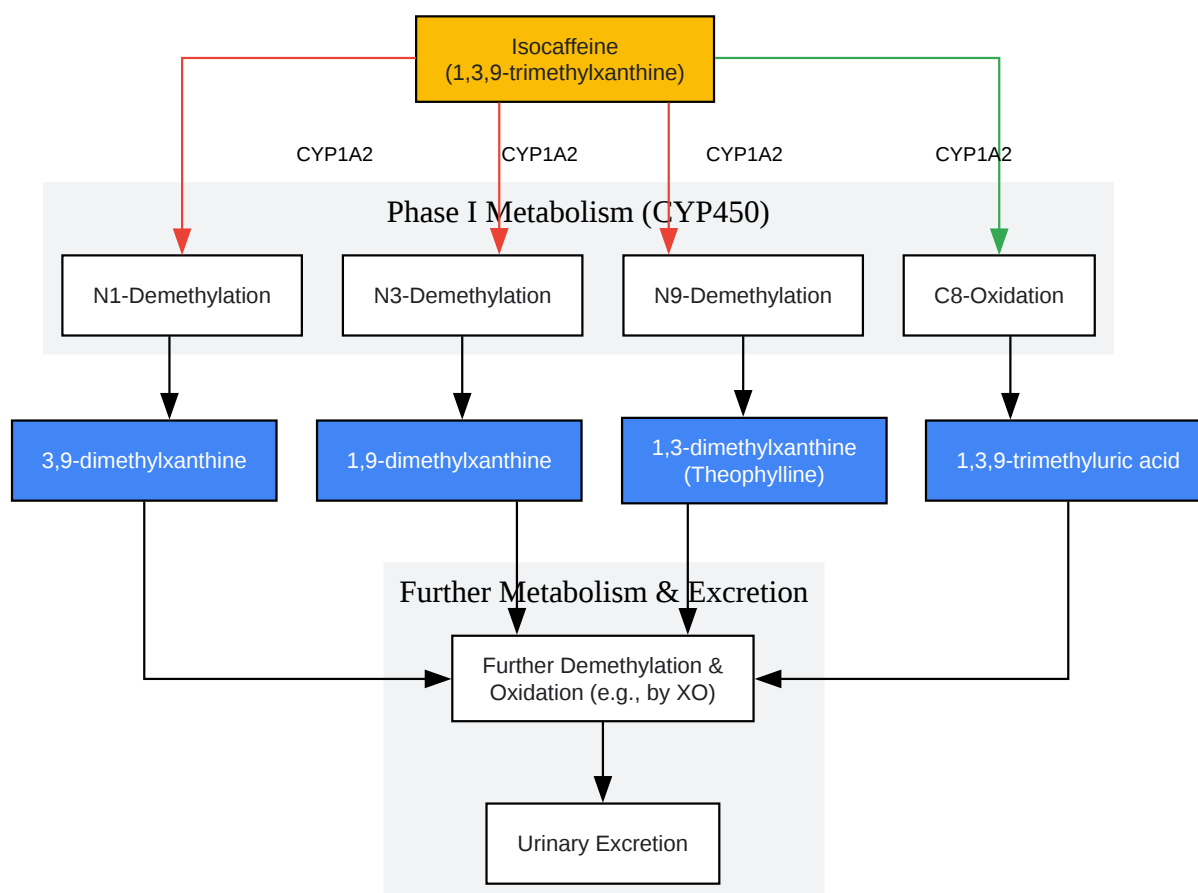 Isocaffeine
(1,3,9-trimethylxanthine)
CYP1A2
CYP1A2
CYP1A2
CYP1A2
Phase I Metabolism (CYP450)
N1-Demethylation
N3-Demethylation
N9-Demethylation
C8-Oxidation
3,9-dimethylxanthine
1,9-dimethylxanthine
1,3-dimethylxanthine
(Theophylline)
1,3,9-trimethyluric acid
Further Metabolism & Excretion
Further Demethylation &
Oxidation (e.g., by XO)
Urinary Excretion